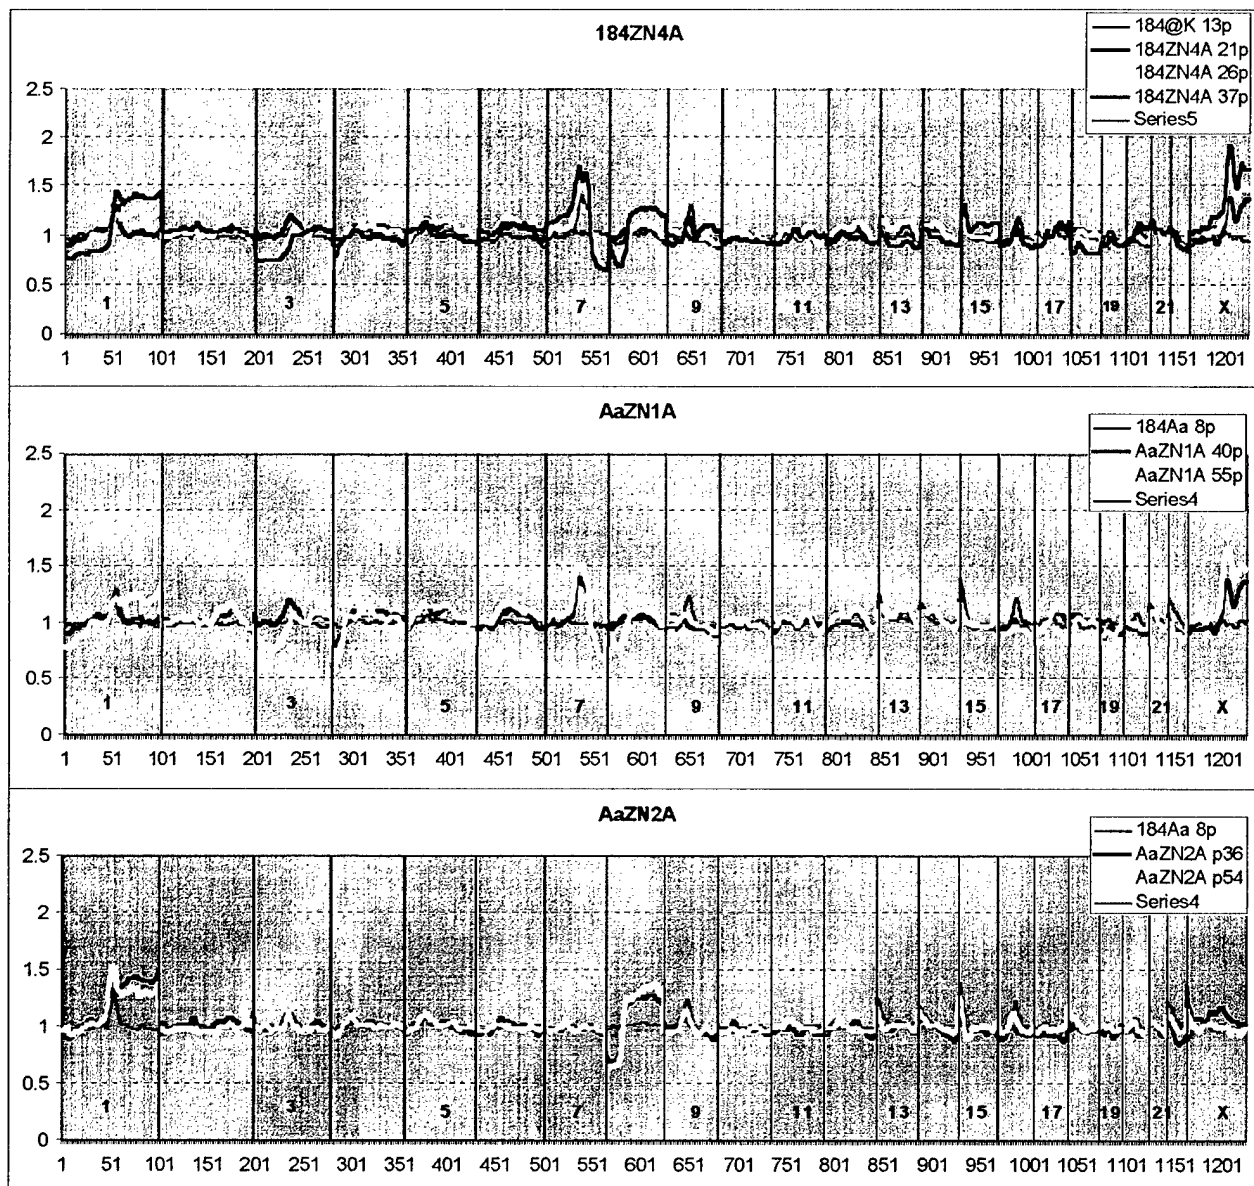 184ZN4A
184@K 13p
184ZN4A 21p
184ZN4A 26p
184ZN4A 37p
Series5
2.5
2
1.5
1
0.5
0
1 3 5 7 9 11 13 15 17 19 21 X
1 51 101 151 201 251 301 351 401 451 501 551 601 651 701 751 801 851 901 951 1001 1051 1101 1151 1201
AaZN1A
184Aa 8p
AaZN1A 40p
AaZN1A 55p
Series4
2.5
2
1.5
1
0.5
0
1 3 5 7 9 11 13 15 17 19 21 X
1 51 101 151 201 251 301 351 401 451 501 551 601 651 701 751 801 851 901 951 1001 1051 1101 1151 1201
AaZN2A
184Aa 8p
AaZN2A p36
AaZN2A p54
Series4
2.5
2
1.5
1
0.5
0
1 3 5 7 9 11 13 15 17 19 21 X
1 51 101 151 201 251 301 351 401 451 501 551 601 651 701 751 801 851 901 951 1001 1051 1101 1151 1201